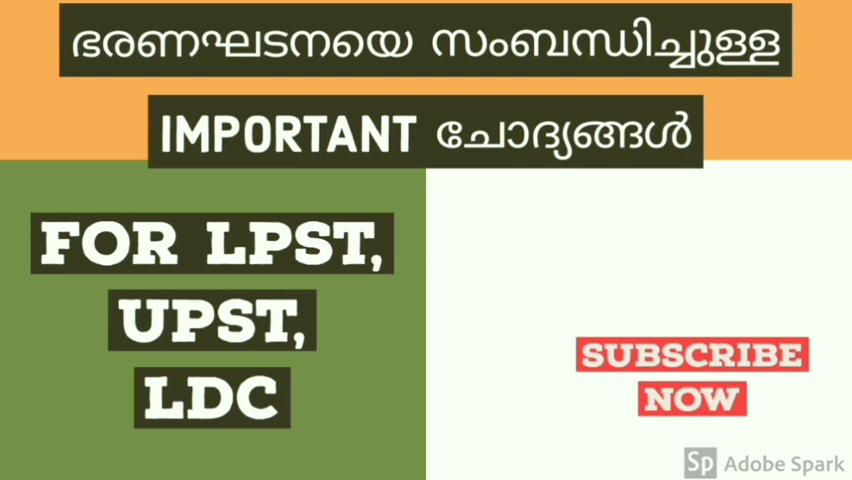 ഭരണഘടനയെ സംബന്ധിച്ചുള്ള
IMPORTANT ചോദ്യങ്ങൾ
FOR LPST,
UPST,
LDC
SUBSCRIBE
NOW
Sp Adobe Spark